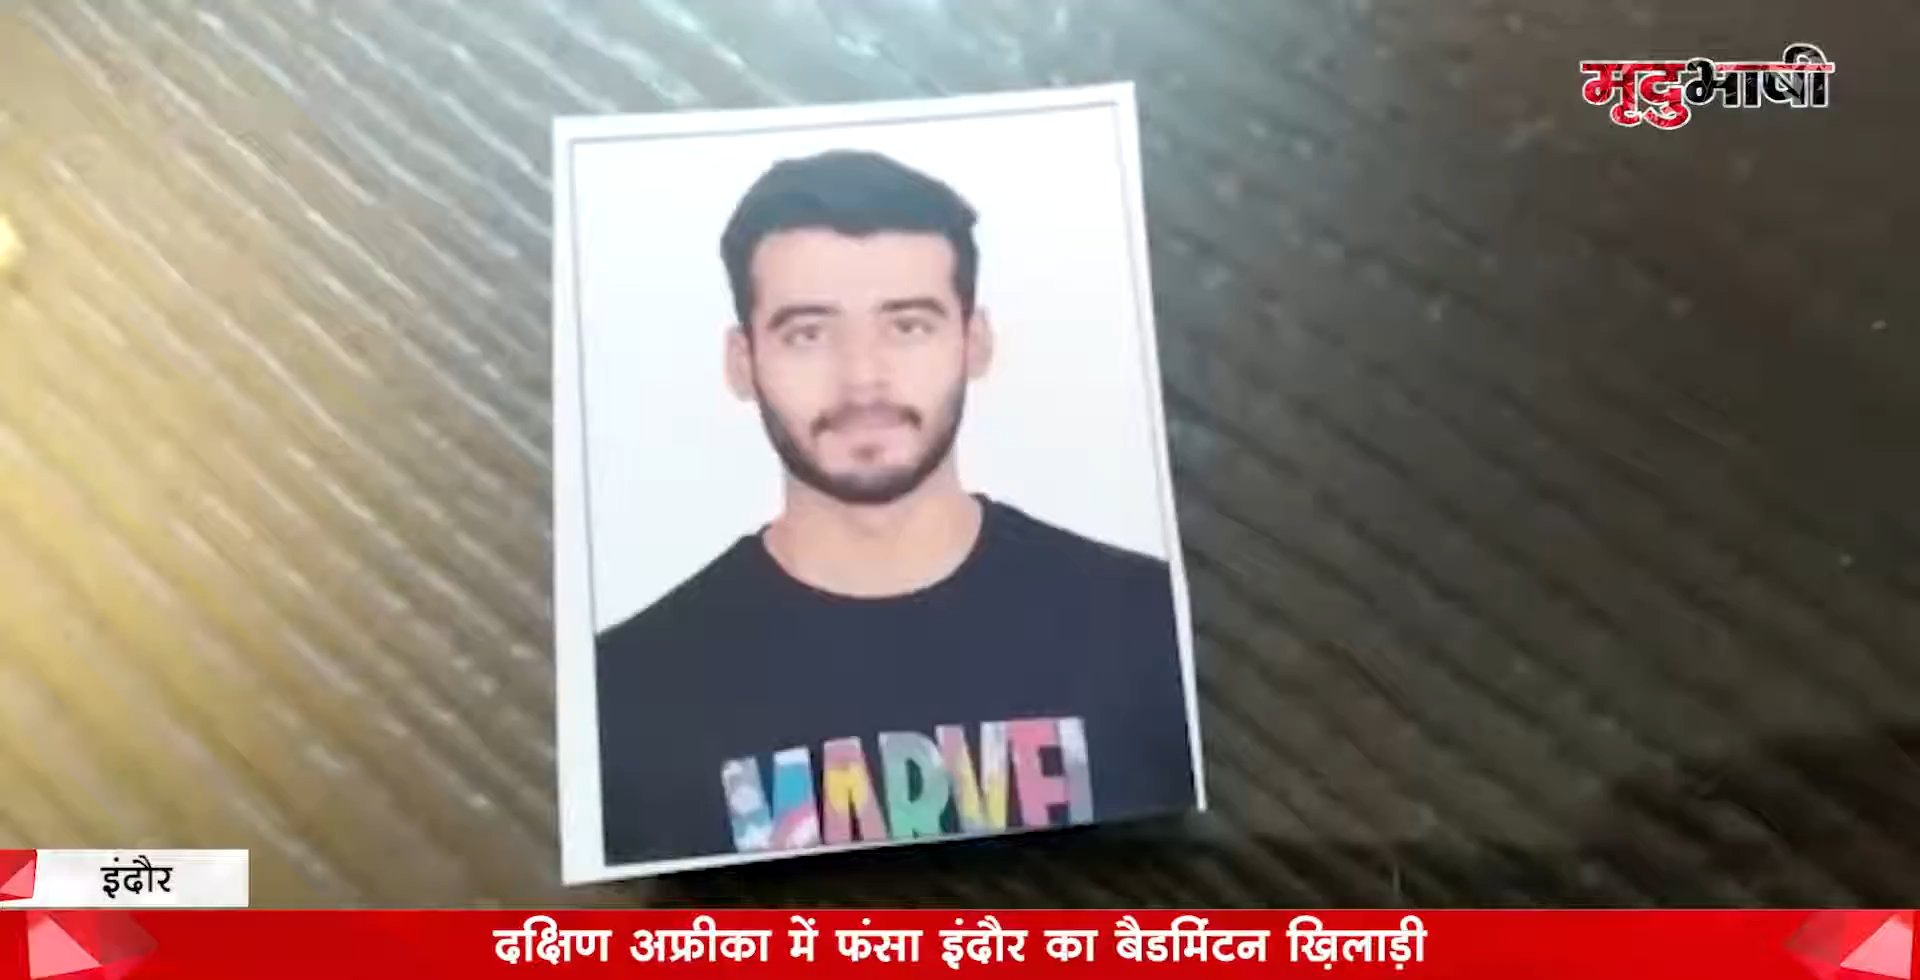 मृदुभाषी
MARVEL
इंदौर
दक्षिण अफ्रीका में फंसा इंदौर का बैडमिंटन ख़िलाड़ी